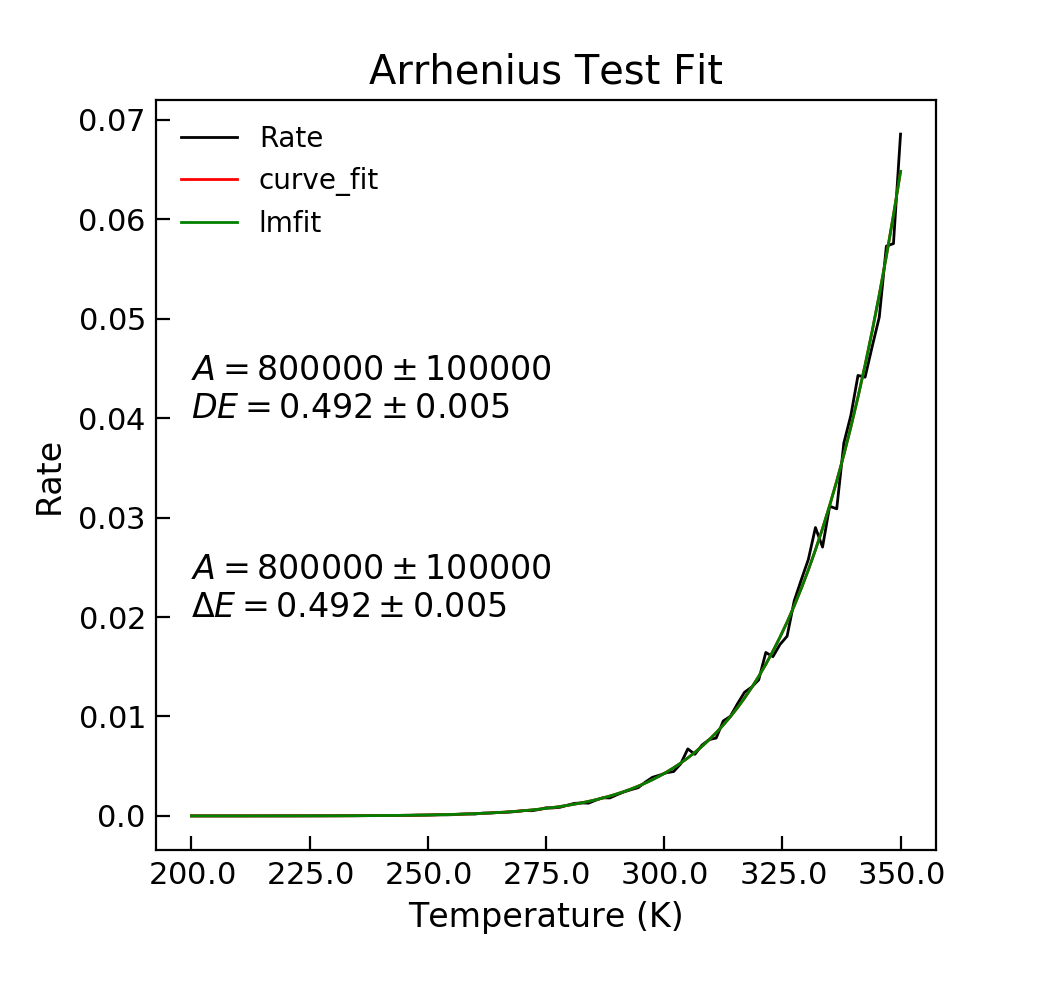 Arrhenius Test Fit
0.07
0.06
0.05
0.04
0.03
0.02
0.01
0.0
Rate
Rate
curve_fit
lmfit
A = 800000 ± 100000
DE = 0.492 ± 0.005
A = 800000 ± 100000
ΔE = 0.492 ± 0.005
200.0 225.0 250.0 275.0 300.0 325.0 350.0
Temperature (K)